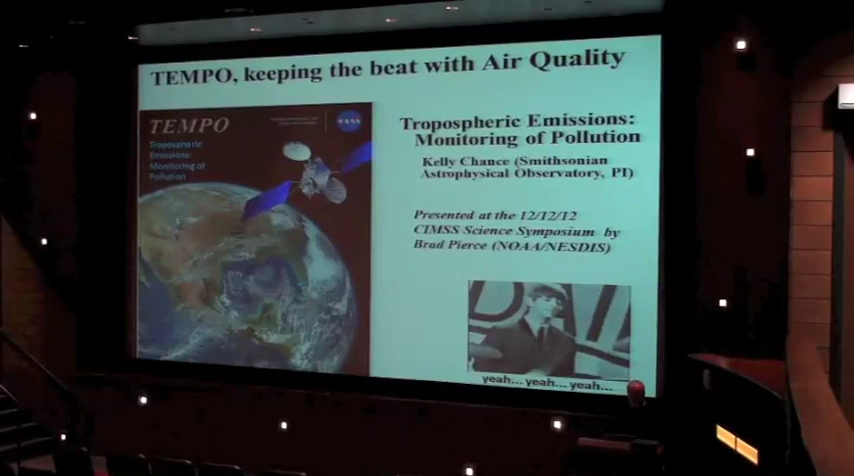 TEMPO, keeping the beat with Air Quality
TEMPO
NASA
Tropospheric
Emissions:
Monitoring of
Pollution
Tropospheric Emissions:
Monitoring of Pollution
Kelly Chance (Smithsonian
Astrophysical Observatory, PI)
Presented at the 12/12/12
CIMSS Science Symposium by
Brad Pierce (NOAA/NESDIS)
yeah... yeah... yeah...